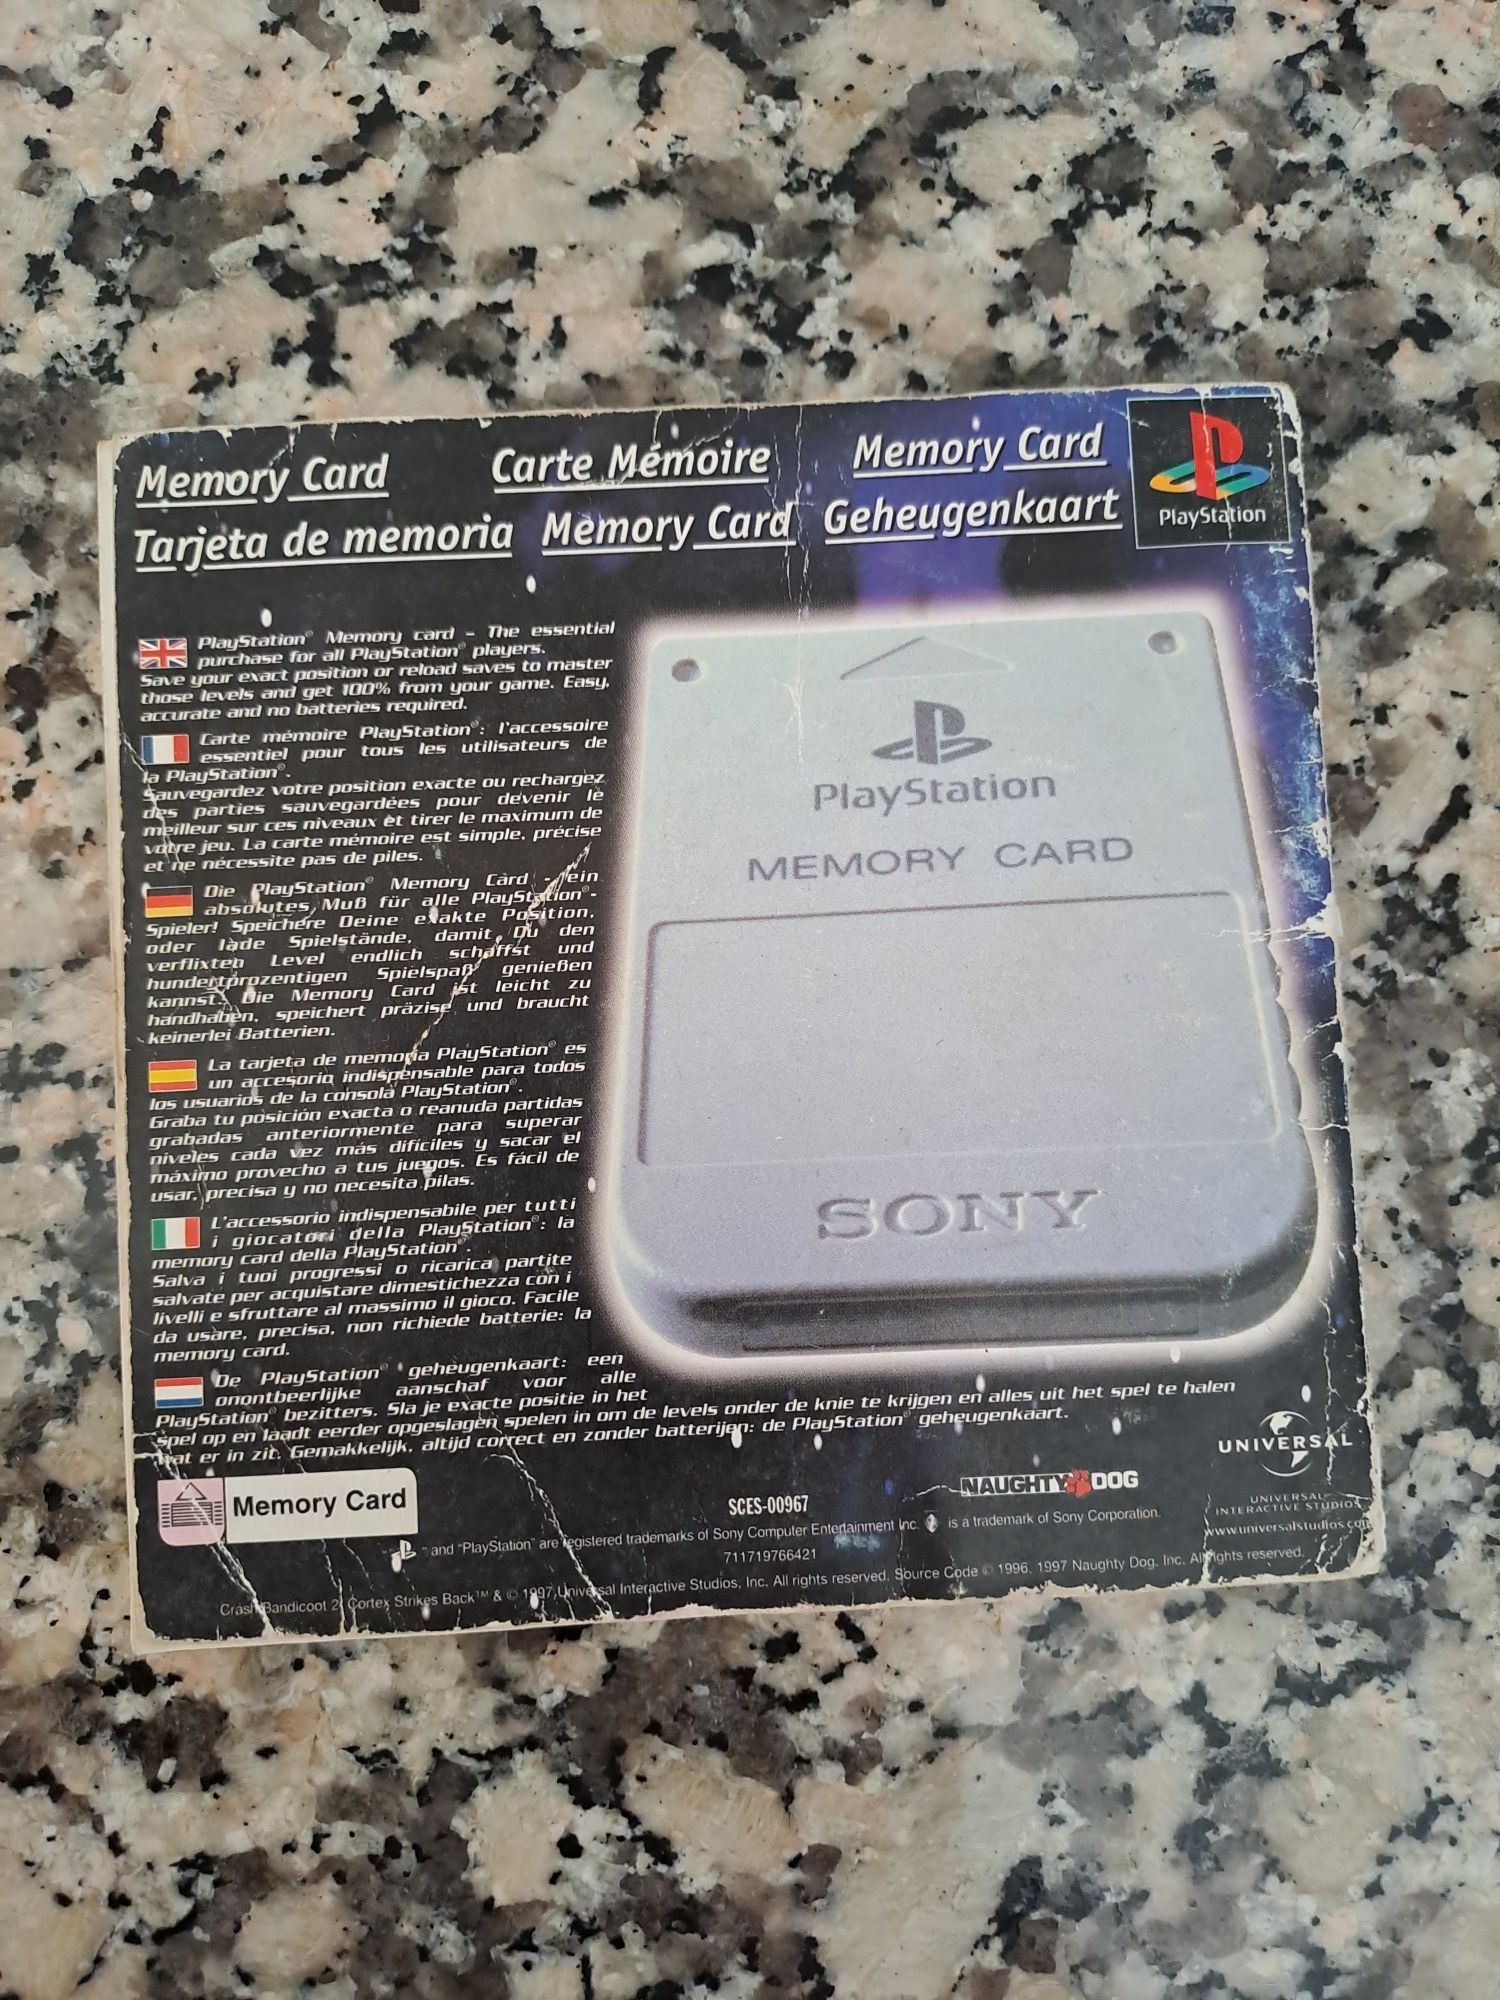 Memory Card Carte Mémoire Memory Card
Tarjeta de memoria Memory Card Geheugenkaart
PlayStation
PlayStation® Memory card – The essential
purchase for all PlayStation® players.
Save your exact position or reload saves to master
those levels and get 100% from your game. Easy,
accurate and no batteries required.
Carte mémoire PlayStation®: l'accessoire
essentiel pour tous les utilisateurs de
la PlayStation®.
Sauvegardez votre position exacte ou rechargez
des parties sauvegardées pour devenir le
meilleur sur ces niveaux et tirer le maximum de
votre jeu. La carte mémoire est simple, précise
et ne nécessite pas de piles.
Die PlayStation® Memory Card - ein
absolutes Muß für alle PlayStation®-
Spieler! Speichere Deine exakte Position,
oder lade Spielstände, damit Du den
verflixten Level endlich schaffst und
hundertprozentigen Spielspaß genießen
kannst. Die Memory Card ist leicht zu
handhaben, speichert präzise und braucht
keinerlei Batterien.
La tarjeta de memoria PlayStation® es
un accesorio indispensable para todos
los usuarios de la consola PlayStation®.
Graba tu posición exacta o reanuda partidas
grabadas anteriormente para superar
niveles cada vez más difíciles y sacar el
máximo provecho a tus juegos. Es fácil de
usar, precisa y no necesita pilas.
L'accessorio indispensabile per tutti
i giocatori della PlayStation®: la
memory card della PlayStation®.
Salva i tuoi progressi o ricarica partite
salvate per acquistare dimestichezza con i
livelli e sfruttare al massimo il gioco. Facile
da usare, precisa, non richiede batterie: la
memory card.
De PlayStation® geheugenkaart: een
onontbeerlijke aanschaf voor alle
PlayStation® bezitters. Sla je exacte positie in het
spel op en laadt eerder opgeslagen spelen in om de levels onder de knie te krijgen en alles uit het spel te halen
wat er in zit. Gemakkelijk, altijd correct en zonder batterijen: de PlayStation® geheugenkaart.
PlayStation
MEMORY CARD
SONY
Memory Card
SCES-00967
NAUGHTY DOG
UNIVERSAL
UNIVERSAL
INTERACTIVE STUDIOS
www.universalstudios.com
™ and "PlayStation" are registered trademarks of Sony Computer Entertainment Inc. is a trademark of Sony Corporation.
711719766421
Crash Bandicoot 2: Cortex Strikes Back™ & © 1997 Universal Interactive Studios, Inc. All rights reserved. Source Code © 1996, 1997 Naughty Dog, Inc. All rights reserved.